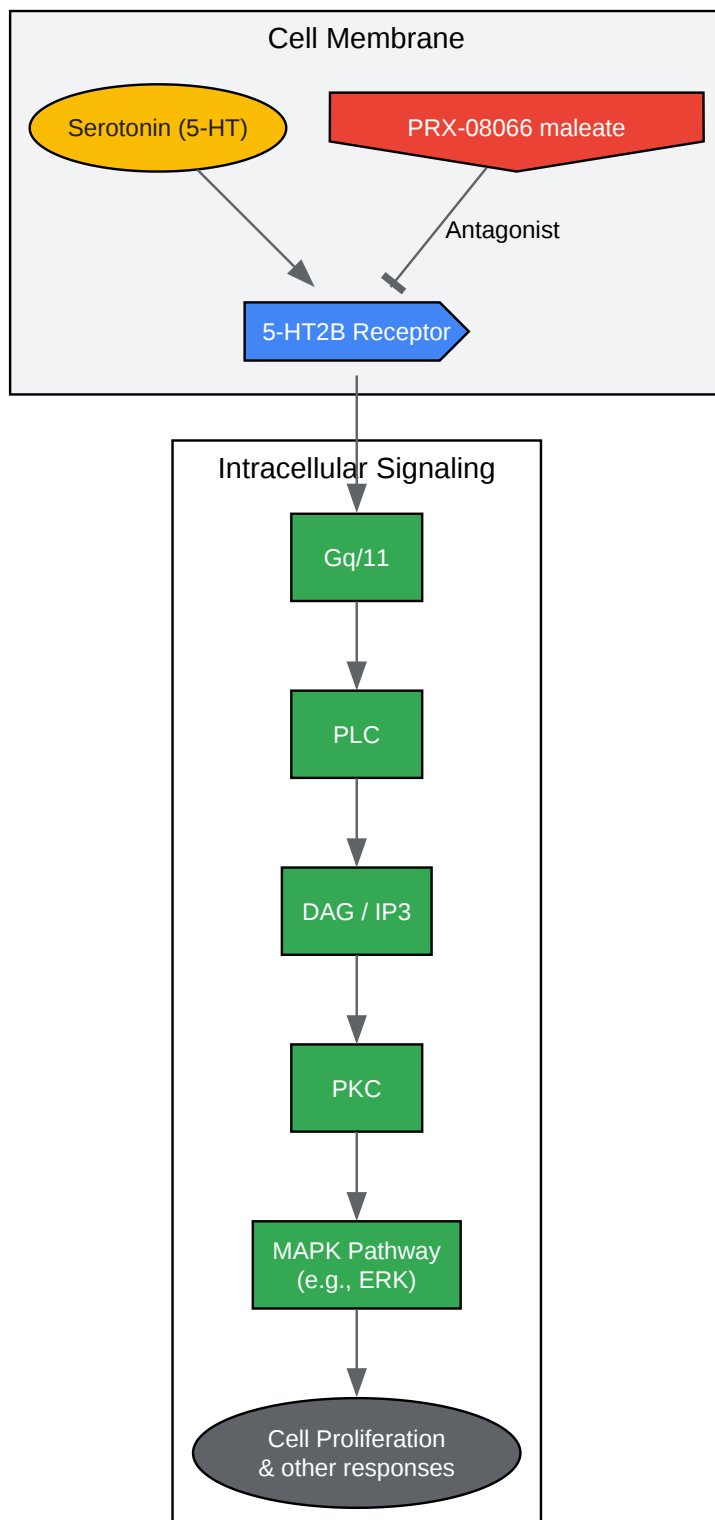 Cell Membrane
Serotonin (5-HT)
PRX-08066 maleate
Antagonist
5-HT2B Receptor
Intracellular Signaling
Gq/11
PLC
DAG / IP3
PKC
MAPK Pathway
(e.g., ERK)
Cell Proliferation
& other responses